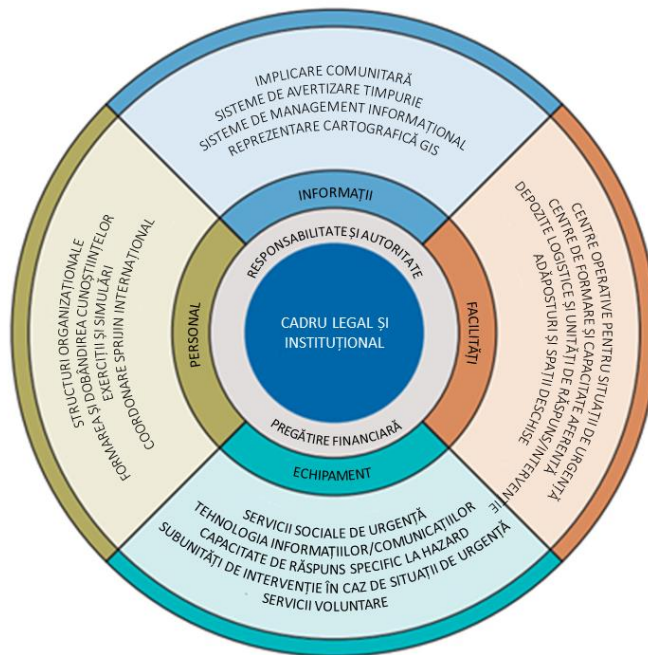 IMPLICARE COMUNITARĂ
SISTEME DE AVERTIZARE TIMPURIE
SISTEME DE MANAGEMENT INFORMAȚIONAL
REPREZENTARE CARTOGRAFICĂ GIS
INFORMAȚII
RESPONSABILITATE ȘI AUTORITATE
CADRU LEGAL ȘI
INSTITUȚIONAL
PREGĂTIRE FINANCIARĂ
FACILITĂȚI
CENTRE OPERATIVE PENTRU SITUAȚII DE URGENȚĂ
CENTRE DE FORMARE ȘI CAPACITATE AFERENTĂ
DEPOZITE LOGISTICE ȘI UNITĂȚI DE RĂSPUNS/INTERVENȚIE
ADĂPOSTURI ȘI SPAȚII DESCHISE
ECHIPAMENT
SERVICII SOCIALE DE URGENȚĂ
TEHNOLOGIA INFORMAȚIILOR/COMUNICAȚIILOR
CAPACITATE DE RĂSPUNS SPECIFIC LA HAZARD
SUBUNITĂȚI DE INTERVENȚIE ÎN CAZ DE SITUAȚII DE URGENȚĂ
SERVICII VOLUNTARE
PERSONAL
STRUCTURI ORGANIZAȚIONALE
FORMAREA ȘI DOBÂNDIREA CUNOȘTIINȚELOR
EXERCIȚII ȘI SIMULĂRI
COORDONARE SPRIJIN INTERNAȚIONAL